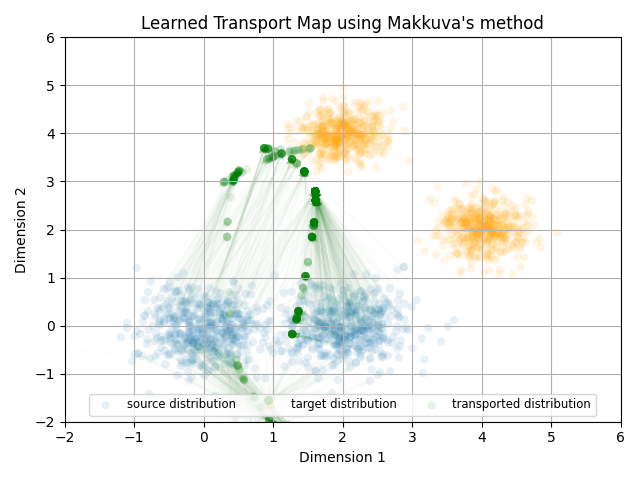 Learned Transport Map using Makkuva's method
6
5
4
3
2
1
0
−1
−2
Dimension 2
source distribution target distribution transported distribution
−2 −1 0 1 2 3 4 5 6
Dimension 1